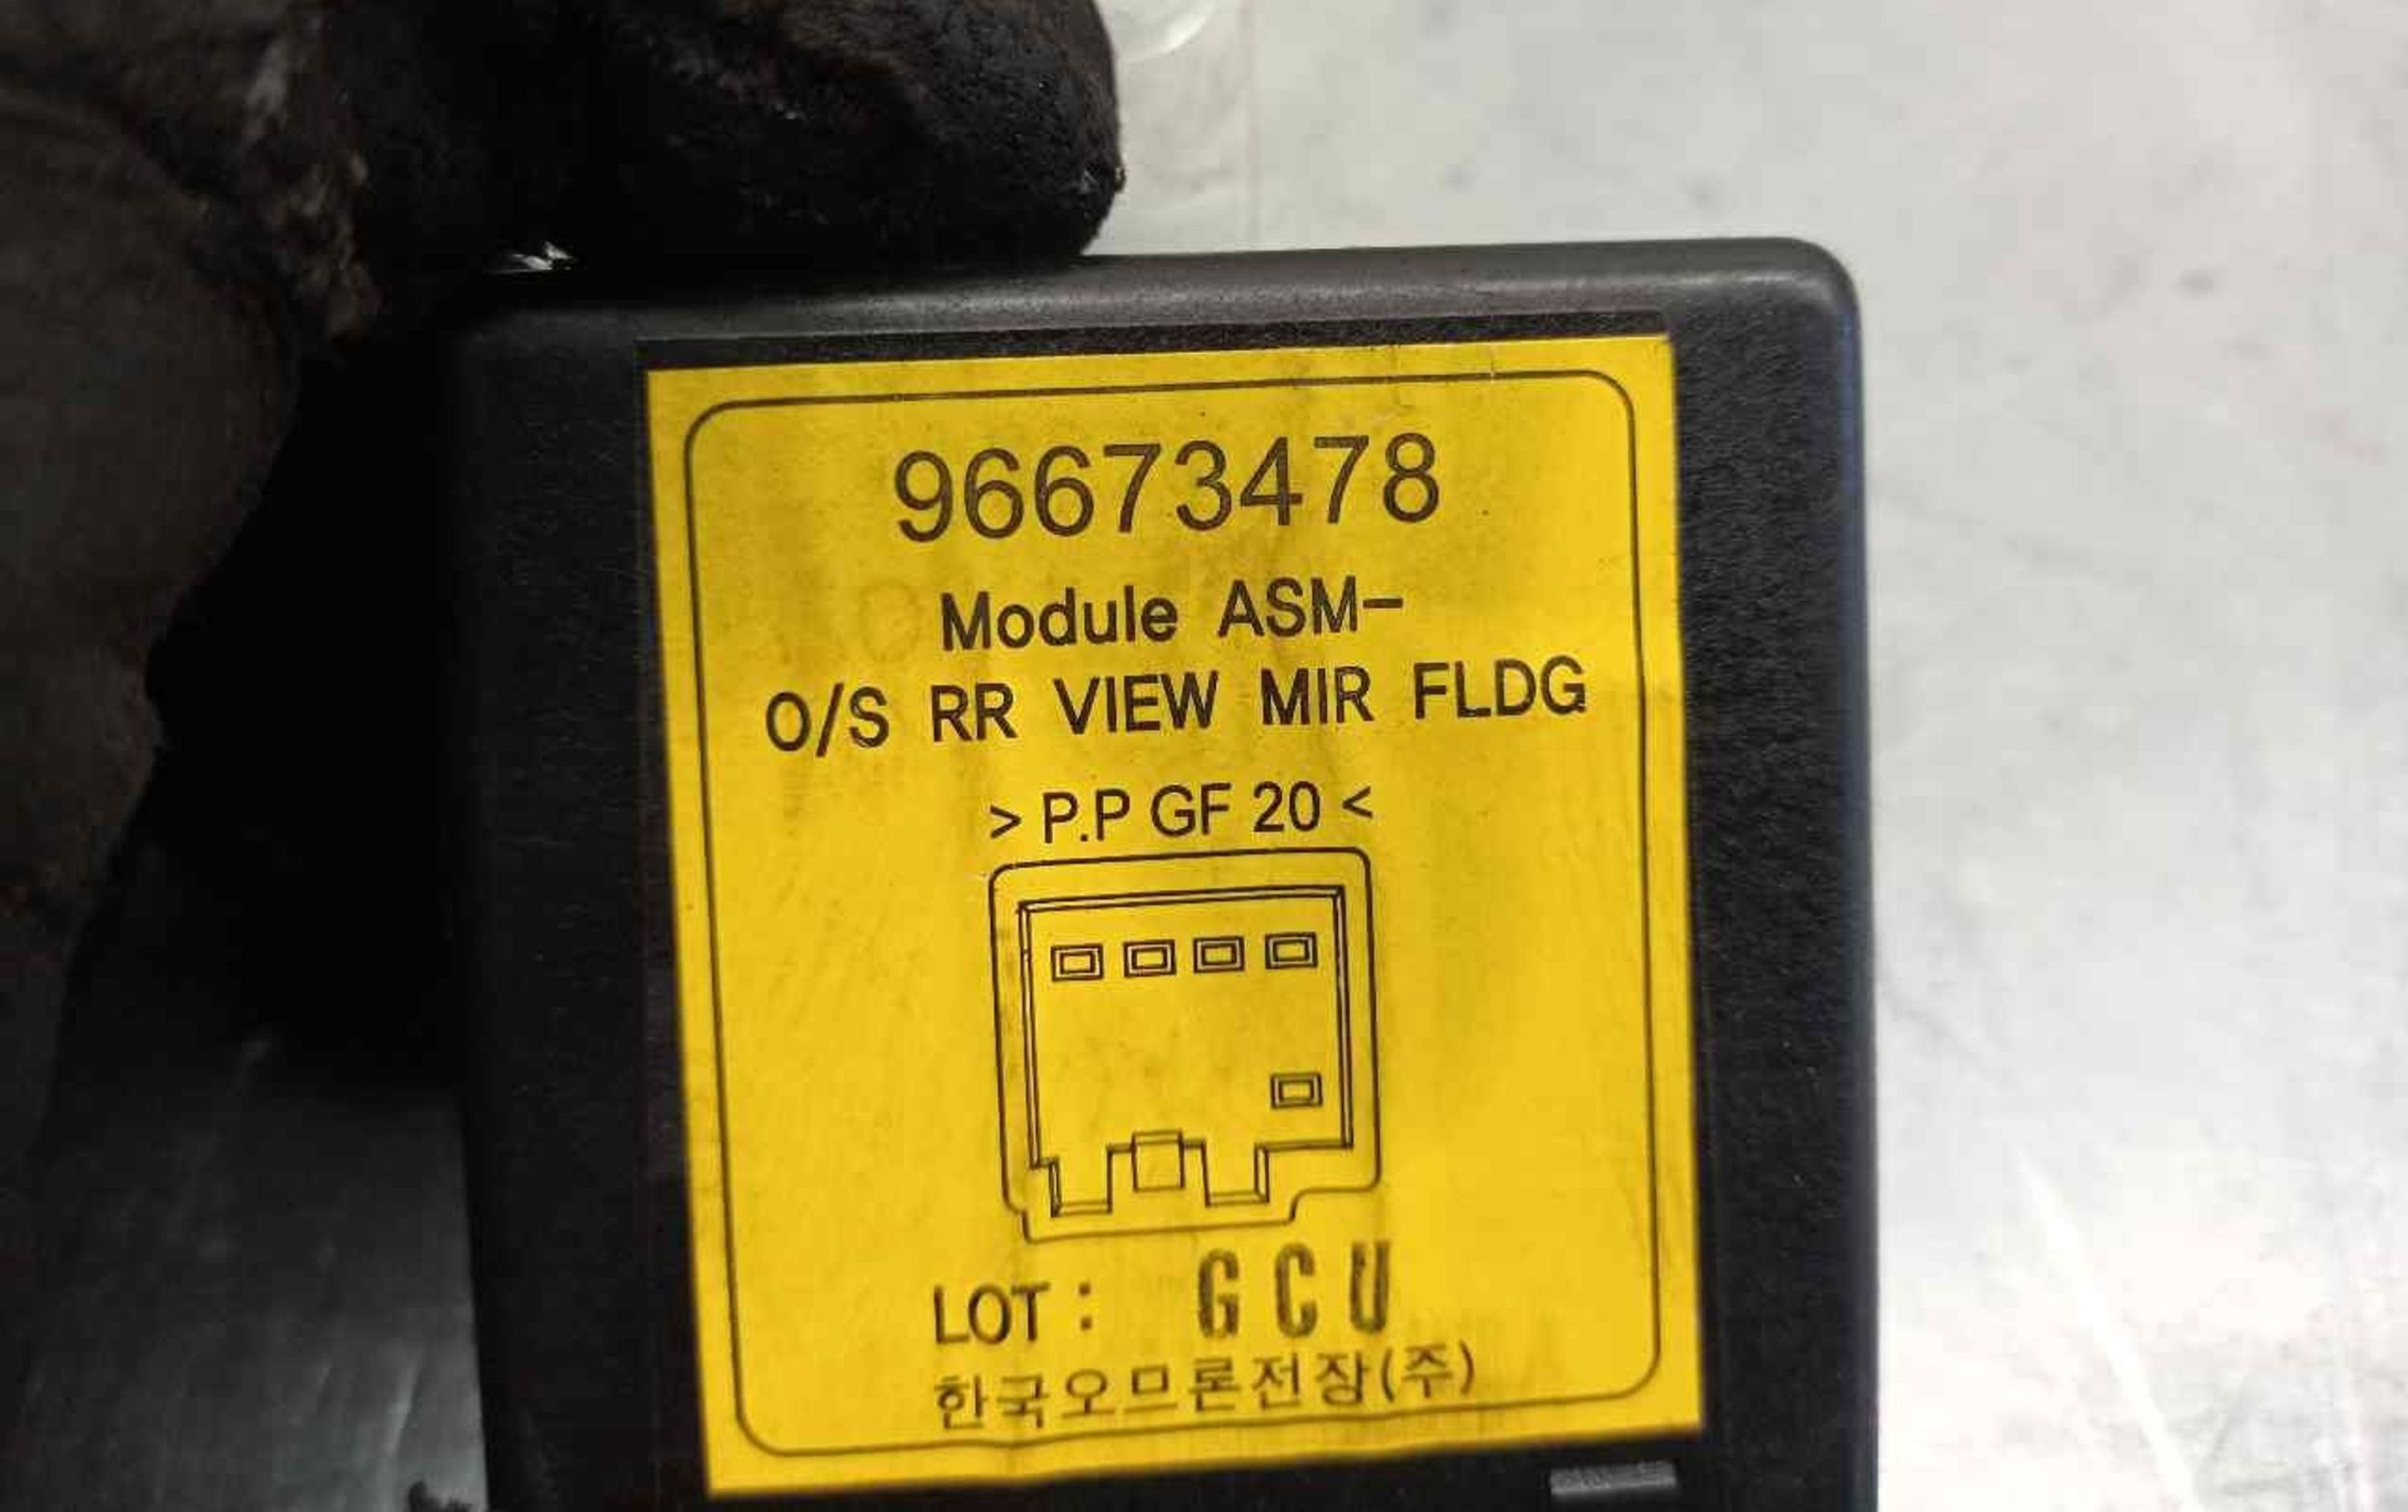 96673478
Module ASM-
O/S RR VIEW MIR FLDG
> P.P GF 20 <
LOT : GCU
한국오므론전장(주)